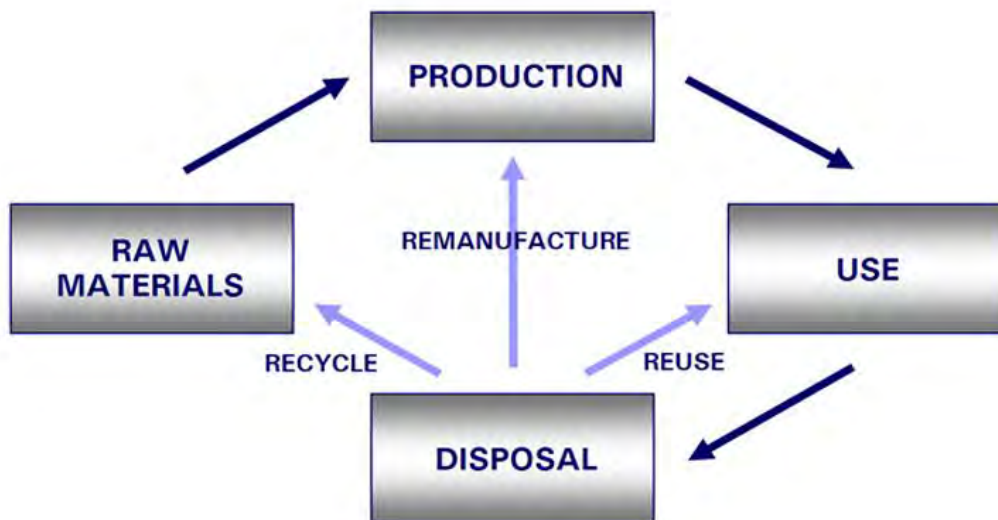 PRODUCTION
RAW
MATERIALS
REMANUFACTURE
USE
RECYCLE
REUSE
DISPOSAL